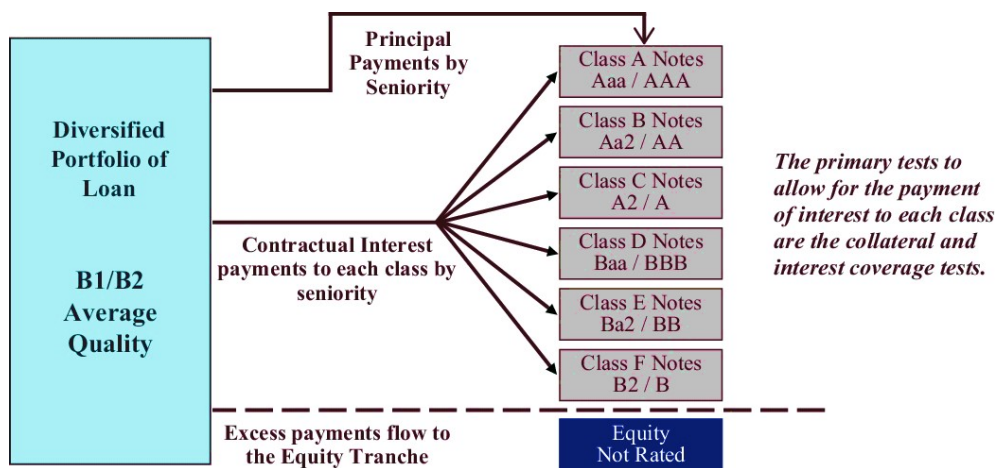 Diversified
Portfolio of
Loan
B1/B2
Average
Quality
Principal
Payments by
Seniority
Contractual Interest
payments to each class by
seniority
Class A Notes
Aaa / AAA
Class B Notes
Aa2 / AA
Class C Notes
A2 / A
Class D Notes
Baa / BBB
Class E Notes
Ba2 / BB
Class F Notes
B2 / B
The primary tests to
allow for the payment
of interest to each class
are the collateral and
interest coverage tests.
Excess payments flow to
the Equity Tranche
Equity
Not Rated